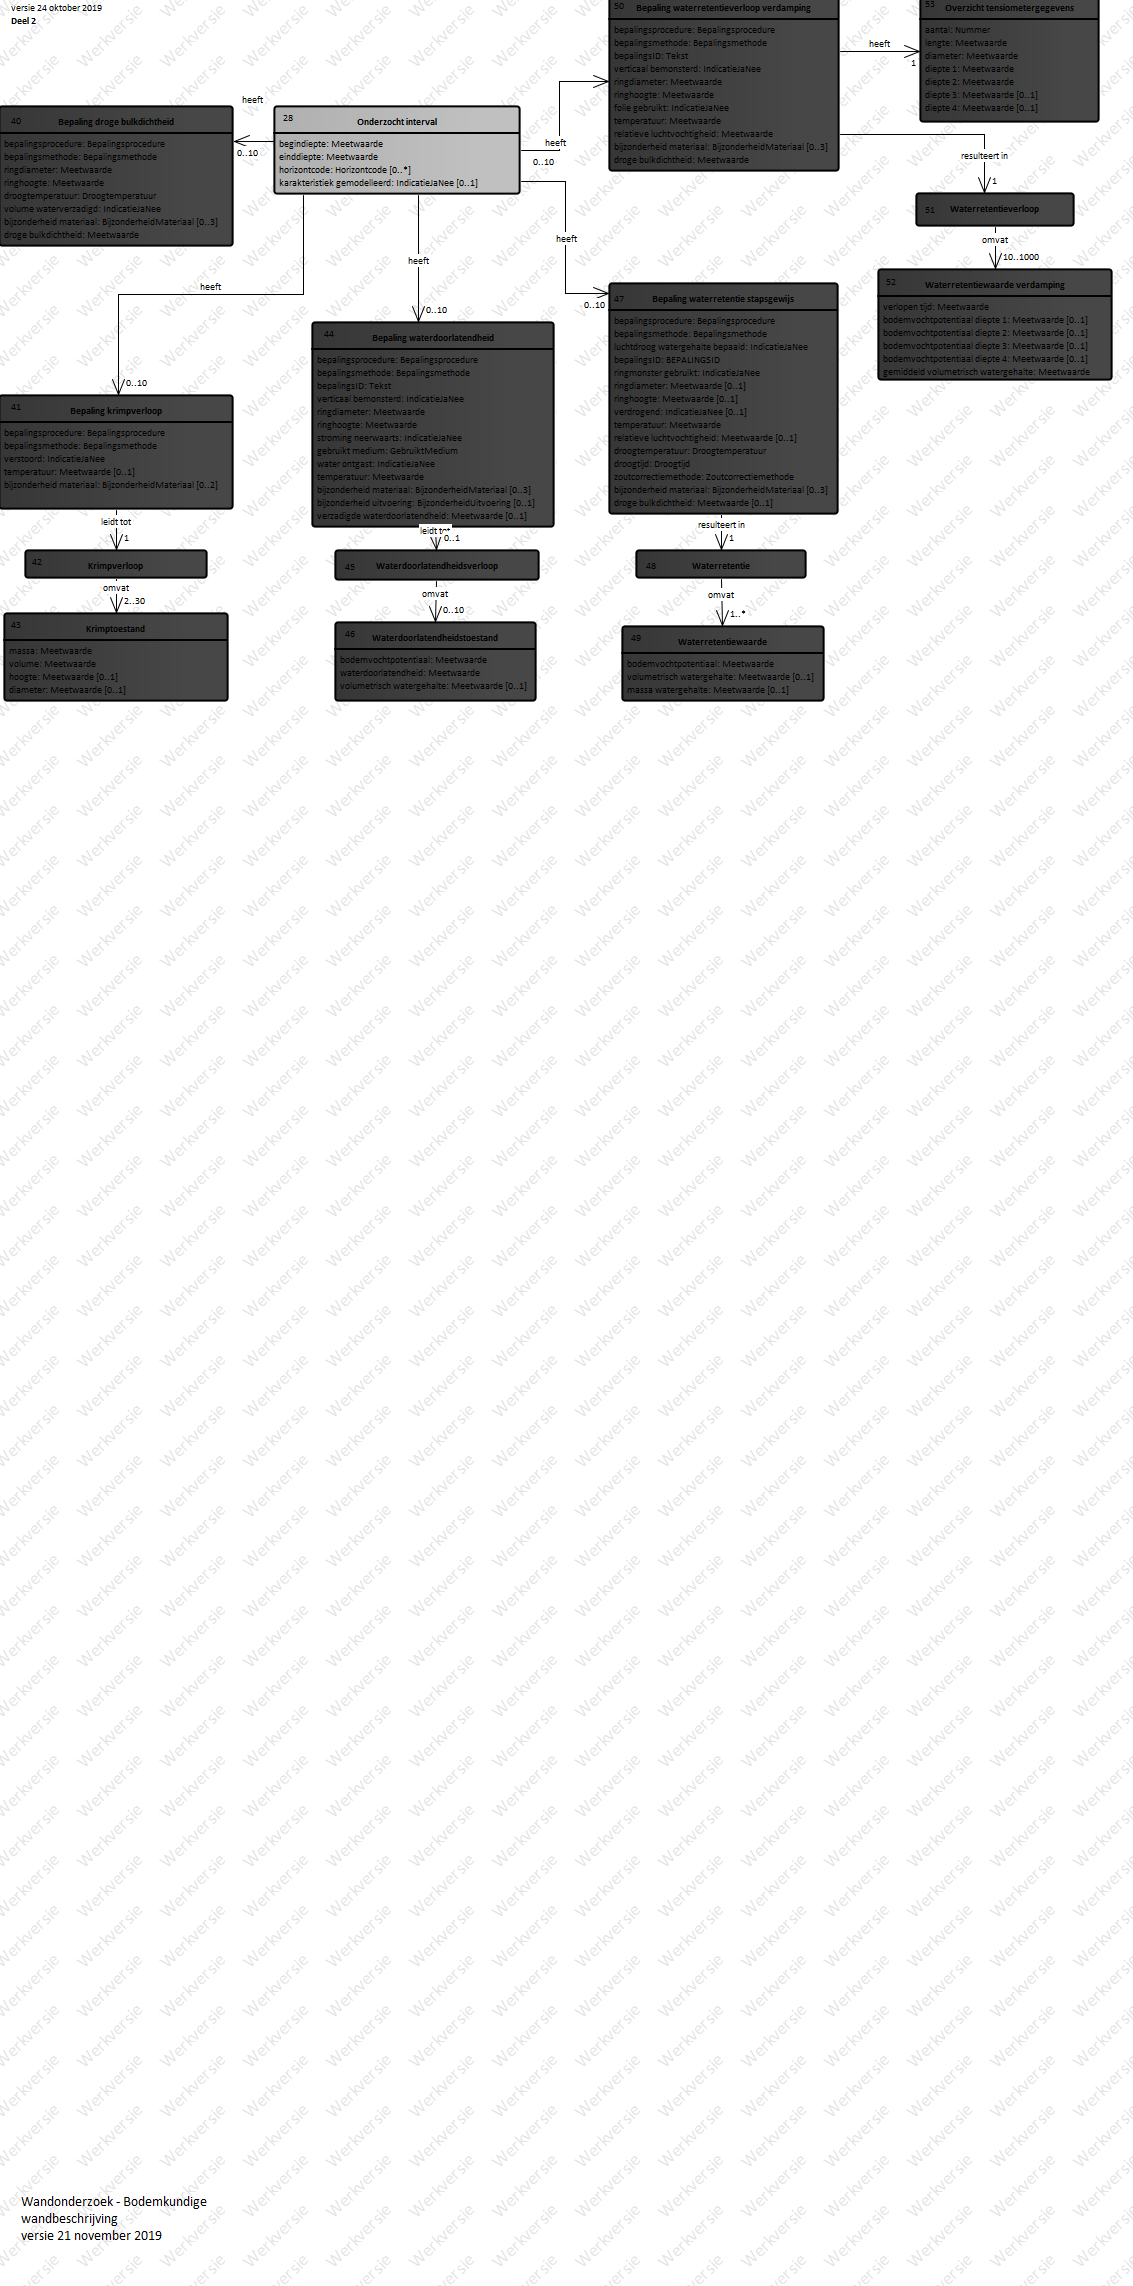 versie 24 oktober 2019
Deel 2
50 Bepaling waterretentieverloop verdamping
bepalingsprocedure: Bepalingsprocedure
bepalingsmethode: Bepalingsmethode
bepalingsID: Tekst
verticaal bemonsterd: IndicatieJaNee
ringdiameter: Meetwaarde
ringhoogte: Meetwaarde
folie gebruikt: IndicatieJaNee
temperatuur: Meetwaarde
relatieve luchtvochtigheid: Meetwaarde
bijzonderheid materiaal: BijzonderheidMateriaal [0..3]
droge bulkdichtheid: Meetwaarde
heeft
1
53 Overzicht tensiometergegevens
aantal: Nummer
lengte: Meetwaarde
diameter: Meetwaarde
diepte 1: Meetwaarde
diepte 2: Meetwaarde
diepte 3: Meetwaarde [0..1]
diepte 4: Meetwaarde [0..1]
heeft
0..10
40 Bepaling droge bulkdichtheid
bepalingsprocedure: Bepalingsprocedure
bepalingsmethode: Bepalingsmethode
ringdiameter: Meetwaarde
ringhoogte: Meetwaarde
droogtemperatuur: Droogtemperatuur
volume waterverzadigd: IndicatieJaNee
bijzonderheid materiaal: BijzonderheidMateriaal [0..3]
droge bulkdichtheid: Meetwaarde
28 Onderzocht interval
begindiepte: Meetwaarde
einddiepte: Meetwaarde
horizontcode: Horizontcode [0..*]
karakteristiek gemodelleerd: IndicatieJaNee [0..1]
heeft
0..10
resulteert in
1
51 Waterretentieverloop
omvat
10..1000
52 Waterretentiewaarde verdamping
verlopen tijd: Meetwaarde
bodemvochtpotentiaal diepte 1: Meetwaarde [0..1]
bodemvochtpotentiaal diepte 2: Meetwaarde [0..1]
bodemvochtpotentiaal diepte 3: Meetwaarde [0..1]
bodemvochtpotentiaal diepte 4: Meetwaarde [0..1]
gemiddeld volumetrisch watergehalte: Meetwaarde
heeft
0..10
heeft
0..10
heeft
0..10
47 Bepaling waterretentie stapsgewijs
bepalingsprocedure: Bepalingsprocedure
bepalingsmethode: Bepalingsmethode
luchtdroog watergehalte bepaald: IndicatieJaNee
bepalingsID: BEPALINGSID
ringmonster gebruikt: IndicatieJaNee
ringdiameter: Meetwaarde [0..1]
ringhoogte: Meetwaarde [0..1]
verdrogend: IndicatieJaNee [0..1]
temperatuur: Meetwaarde
relatieve luchtvochtigheid: Meetwaarde [0..1]
droogtemperatuur: Droogtemperatuur
droogtijd: Droogtijd
zoutcorrectiemethode: Zoutcorrectiemethode
bijzonderheid materiaal: BijzonderheidMateriaal [0..3]
droge bulkdichtheid: Meetwaarde [0..1]
44 Bepaling waterdoorlatendheid
bepalingsprocedure: Bepalingsprocedure
bepalingsmethode: Bepalingsmethode
bepalingsID: Tekst
verticaal bemonsterd: IndicatieJaNee
ringdiameter: Meetwaarde
ringhoogte: Meetwaarde
stroming neerwaarts: IndicatieJaNee
gebruikt medium: GebruiktMedium
water ontgast: IndicatieJaNee
temperatuur: Meetwaarde
bijzonderheid materiaal: BijzonderheidMateriaal [0..3]
bijzonderheid uitvoering: BijzonderheidUitvoering [0..1]
verzadigde waterdoorlatendheid: Meetwaarde [0..1]
41 Bepaling krimpverloop
bepalingsprocedure: Bepalingsprocedure
bepalingsmethode: Bepalingsmethode
verstoord: IndicatieJaNee
temperatuur: Meetwaarde [0..1]
bijzonderheid materiaal: BijzonderheidMateriaal [0..2]
leidt tot
1
leidt tot
0..1
resulteert in
1
42 Krimpverloop
45 Waterdoorlatendheidsverloop
48 Waterretentie
omvat
2..30
omvat
0..10
omvat
1..*
43 Krimptoestand
massa: Meetwaarde
volume: Meetwaarde
hoogte: Meetwaarde [0..1]
diameter: Meetwaarde [0..1]
46 Waterdoorlatendheidstoestand
bodemvochtpotentiaal: Meetwaarde
waterdoorlatendheid: Meetwaarde
volumetrisch watergehalte: Meetwaarde [0..1]
49 Waterretentiewaarde
bodemvochtpotentiaal: Meetwaarde
volumetrisch watergehalte: Meetwaarde [0..1]
massa watergehalte: Meetwaarde [0..1]
Werkversie
Wandonderzoek - Bodemkundige
wandbeschrijving
versie 21 november 2019